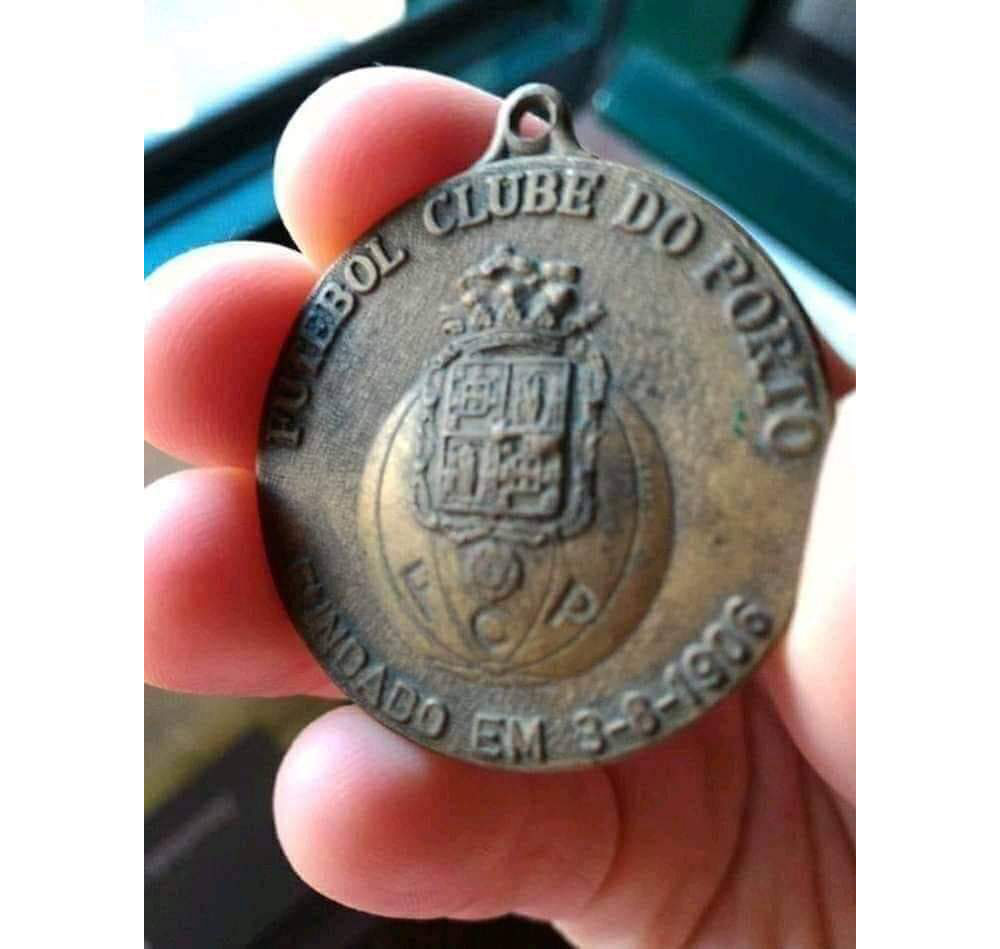 FUTEBOL CLUBE DO PORTO
F C P
FUNDADO EM 3-8-1906